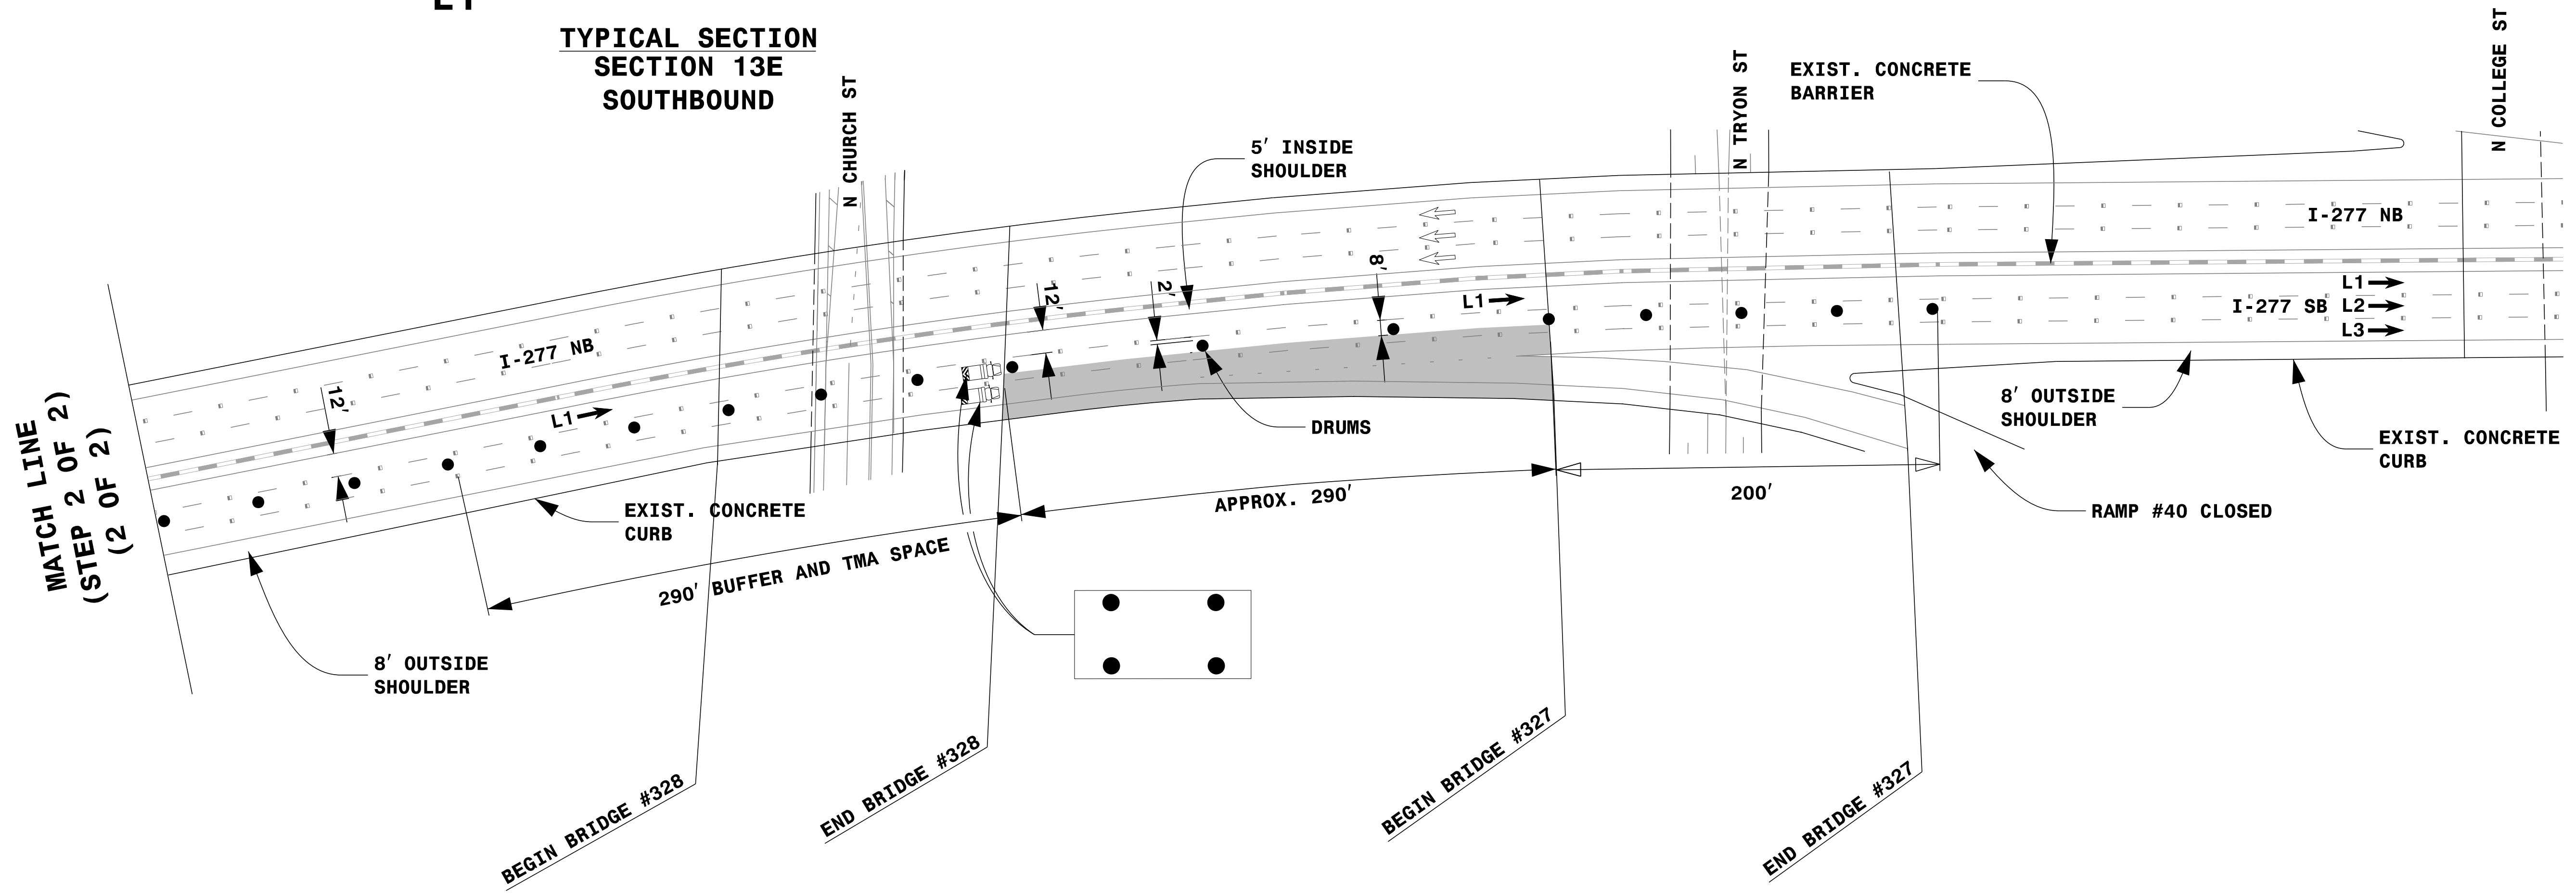 TYPICAL SECTION
SECTION 13E
SOUTHBOUND
N CHURCH ST
N TRYON ST
N COLLEGE ST
EXIST. CONCRETE
BARRIER
5' INSIDE
SHOULDER
I-277 NB
I-277 NB
L1
L2
L3
I-277 SB
8'
2'
12'
12'
L1
L1
MATCH LINE
(STEP 2 OF 2)
(2 OF 2)
DRUMS
8' OUTSIDE
SHOULDER
EXIST. CONCRETE
CURB
EXIST. CONCRETE
CURB
APPROX. 290'
200'
RAMP #40 CLOSED
290' BUFFER AND TMA SPACE
8' OUTSIDE
SHOULDER
BEGIN BRIDGE #328
END BRIDGE #328
BEGIN BRIDGE #327
END BRIDGE #327